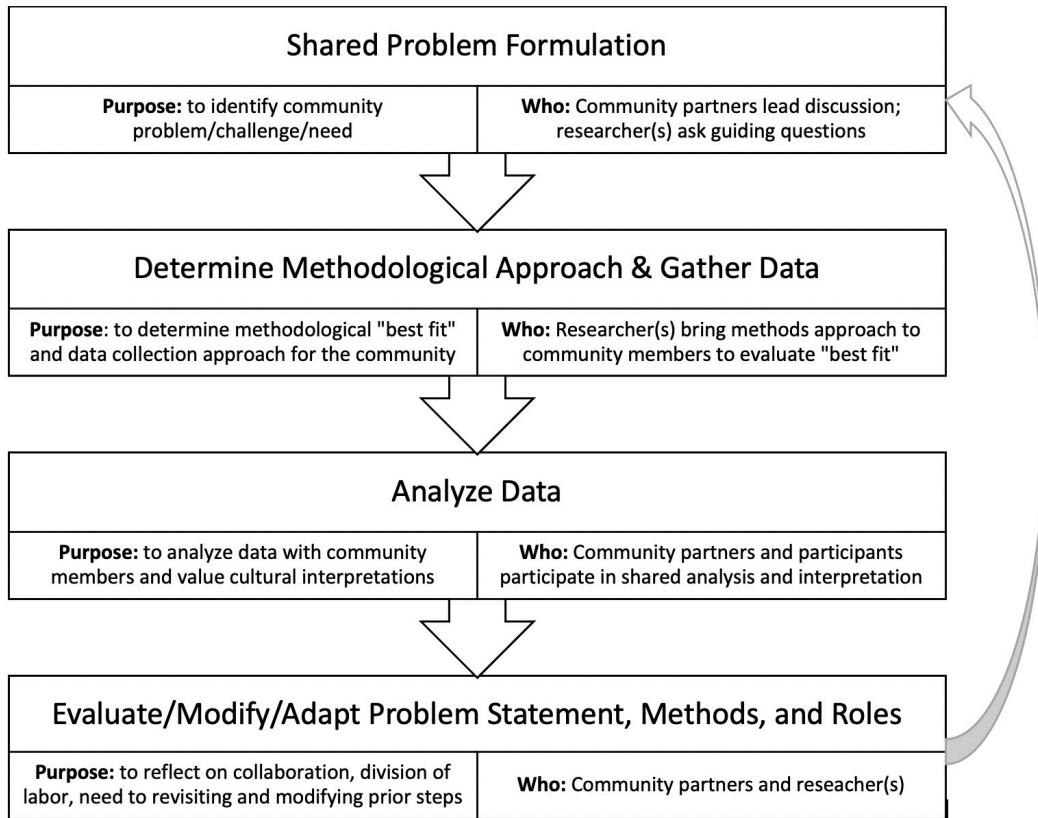 Shared Problem Formulation
Purpose: to identify community
problem/challenge/need
Who: Community partners lead discussion;
researcher(s) ask guiding questions
Determine Methodological Approach & Gather Data
Purpose: to determine methodological "best fit"
and data collection approach for the community
Who: Researcher(s) bring methods approach to
community members to evaluate "best fit"
Analyze Data
Purpose: to analyze data with community
members and value cultural interpretations
Who: Community partners and participants
participate in shared analysis and interpretation
Evaluate/Modify/Adapt Problem Statement, Methods, and Roles
Purpose: to reflect on collaboration, division of
labor, need to revisiting and modifying prior steps
Who: Community partners and reseacher(s)